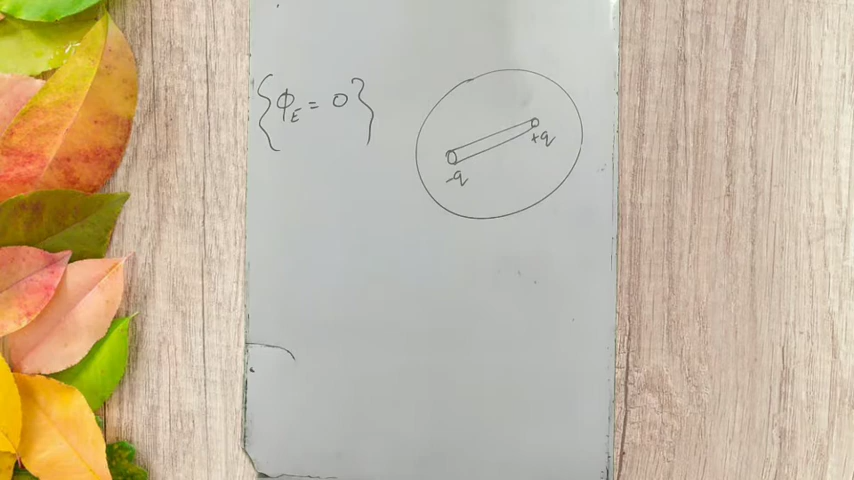 {ϕ_E = 0}
+q
-q